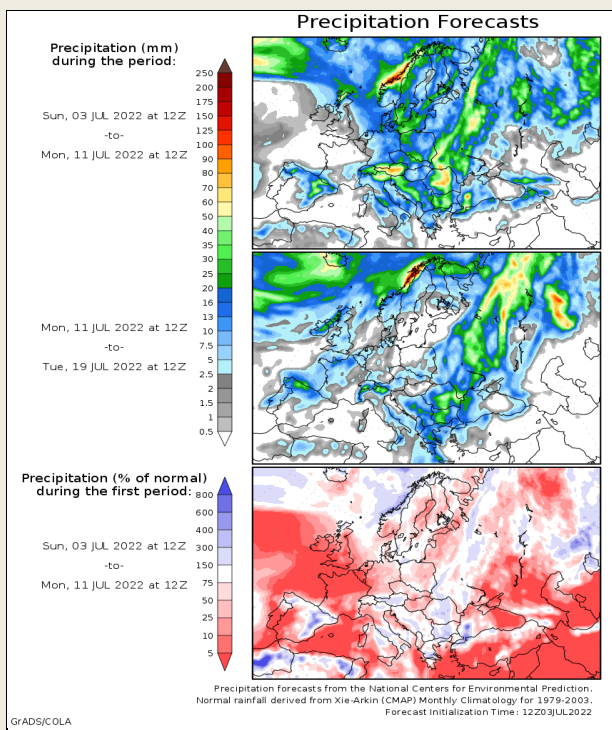 Precipitation Forecasts
Precipitation (mm)
during the period:
250
200
175
150
125
100
90
80
70
60
50
40
35
30
25
20
16
13
10
7.5
5
2.5
2
1.5
1
0.5
Sun, 03 JUL 2022 at 12Z
-to-
Mon, 11 JUL 2022 at 12Z
Mon, 11 JUL 2022 at 12Z
-to-
Tue, 19 JUL 2022 at 12Z
Precipitation (% of normal)
during the first period:
800
600
400
300
150
75
50
25
10
5
Sun, 03 JUL 2022 at 12Z
-to-
Mon, 11 JUL 2022 at 12Z
Precipitation forecasts from the National Centers for Environmental Prediction.
Normal rainfall derived from Xie-Arkin (CMAP) Monthly Climatology for 1979-2003.
Forecast Initialization Time: 12Z03JUL2022
GrADS/COLA